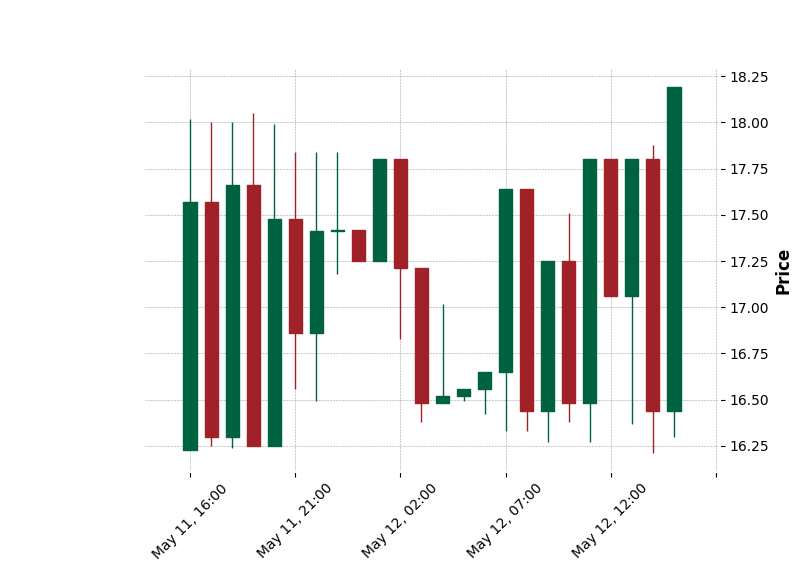 18.25
18.00
17.75
17.50
17.25
17.00
16.75
16.50
16.25
Price
May 11, 16:00
May 11, 21:00
May 12, 02:00
May 12, 07:00
May 12, 12:00